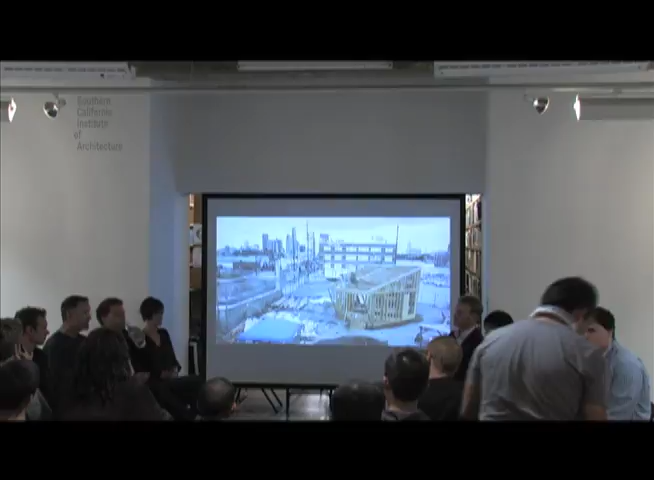 Southern
California
Institute
of
Architecture